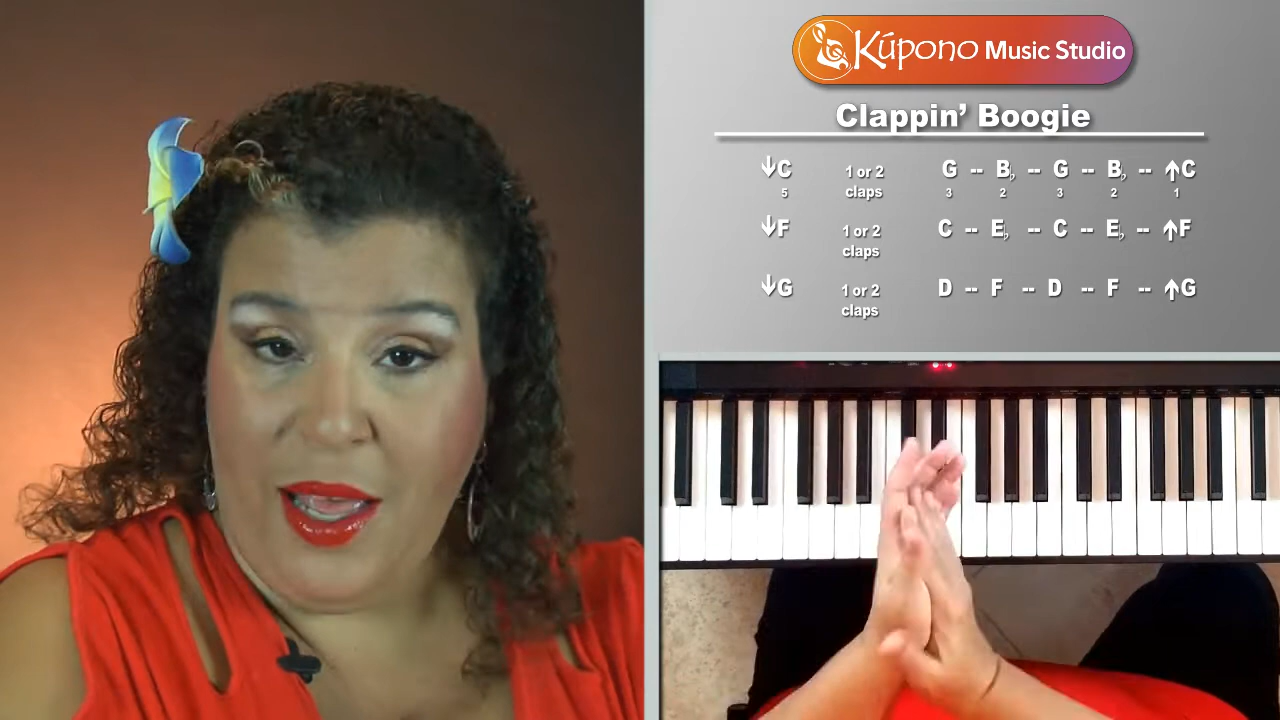 Kúpono Music Studio
Clappin' Boogie
↓C 1 or 2 claps G -- B♭ -- G -- B♭ -- ↑C
5 3 2 3 2 1
↓F 1 or 2 claps C -- E♭ -- C -- E♭ -- ↑F
↓G 1 or 2 claps D -- F -- D -- F -- ↑G